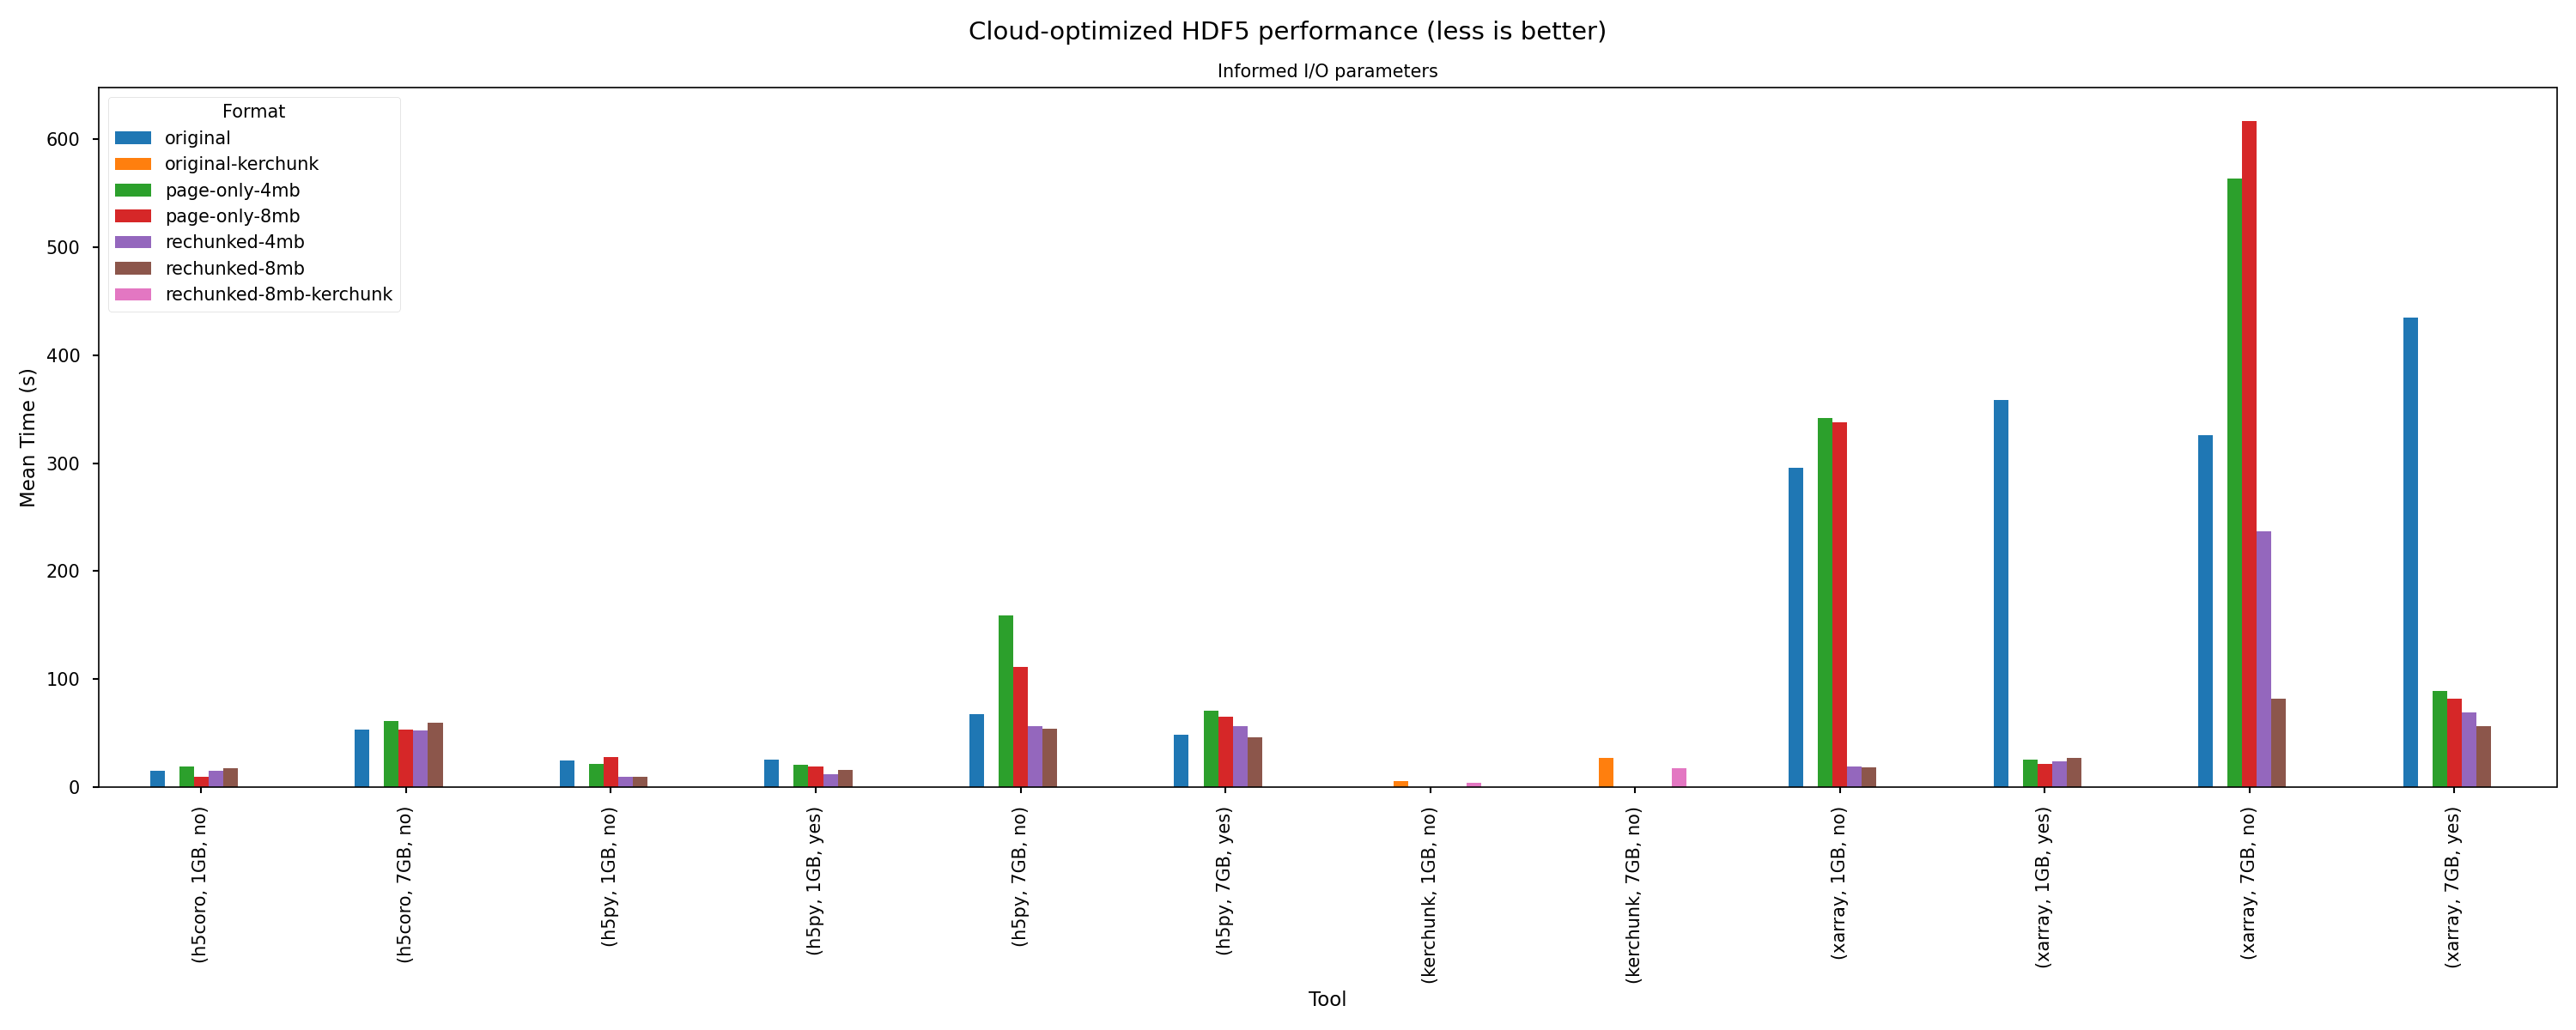 Cloud-optimized HDF5 performance (less is better)
Informed I/O parameters
Format
original
original-kerchunk
page-only-4mb
page-only-8mb
rechunked-4mb
rechunked-8mb
rechunked-8mb-kerchunk
Mean Time (s)
600
500
400
300
200
100
0
(h5coro, 1GB, no)
(h5coro, 7GB, no)
(h5py, 1GB, no)
(h5py, 1GB, yes)
(h5py, 7GB, no)
(h5py, 7GB, yes)
(kerchunk, 1GB, no)
(kerchunk, 7GB, no)
(xarray, 1GB, no)
(xarray, 1GB, yes)
(xarray, 7GB, no)
(xarray, 7GB, yes)
Tool